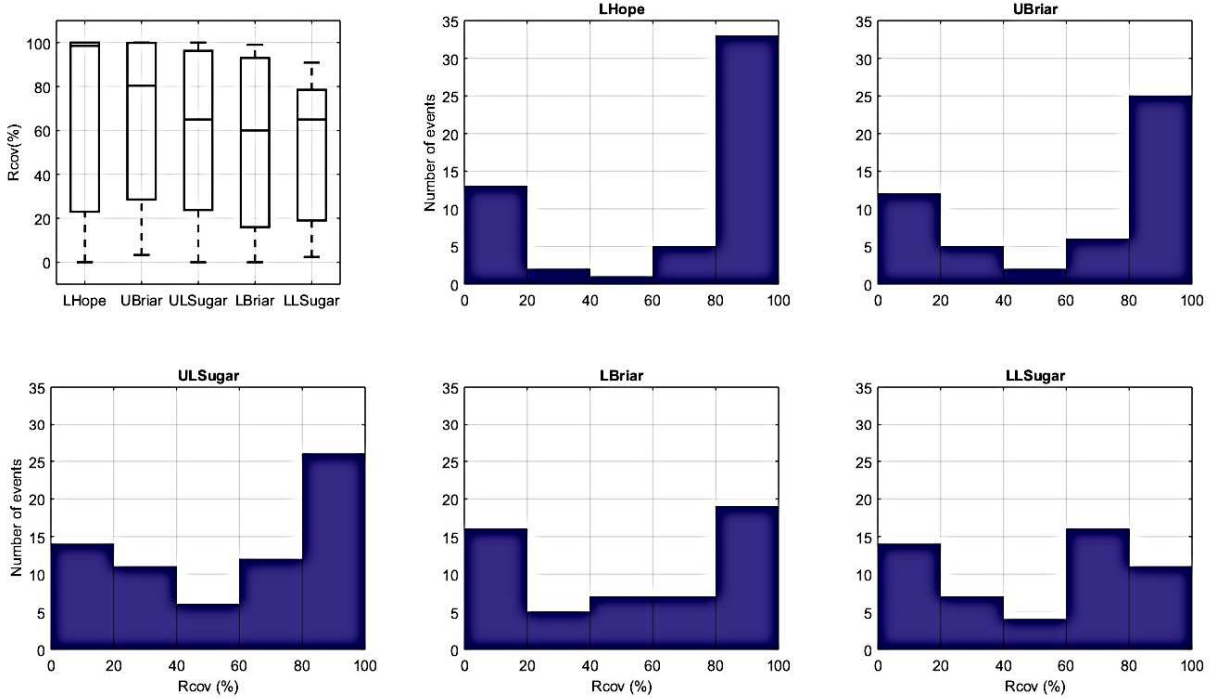 Rcov(%)
100
80
60
40
20
0
LHope UBriar ULSugar LBriar LLSugar
LHope
Number of events
35
30
25
20
15
10
5
0
0 20 40 60 80 100
UBriar
35
30
25
20
15
10
5
0
0 20 40 60 80 100
ULSugar
Number of events
35
30
25
20
15
10
5
0
0 20 40 60 80 100
Rcov (%)
LBriar
35
30
25
20
15
10
5
0
0 20 40 60 80 100
Rcov (%)
LLSugar
35
30
25
20
15
10
5
0
0 20 40 60 80 100
Rcov (%)